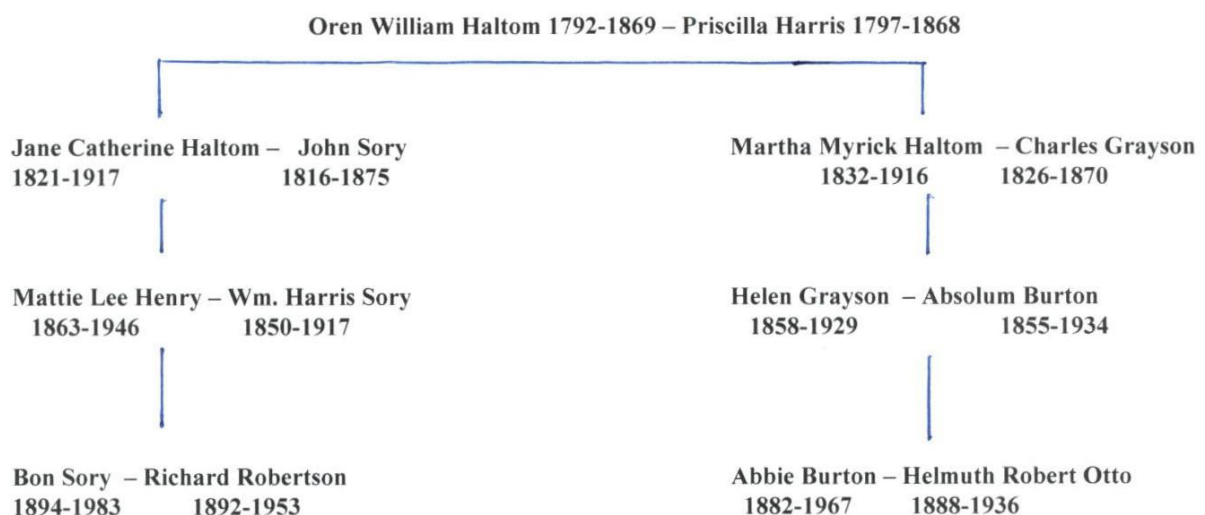 Oren William Haltom 1792-1869 – Priscilla Harris 1797-1868
Jane Catherine Haltom – John Sory
1821-1917 1816-1875
Martha Myrick Haltom – Charles Grayson
1832-1916 1826-1870
Mattie Lee Henry – Wm. Harris Sory
1863-1946 1850-1917
Helen Grayson – Absolum Burton
1858-1929 1855-1934
Bon Sory – Richard Robertson
1894-1983 1892-1953
Abbie Burton – Helmuth Robert Otto
1882-1967 1888-1936